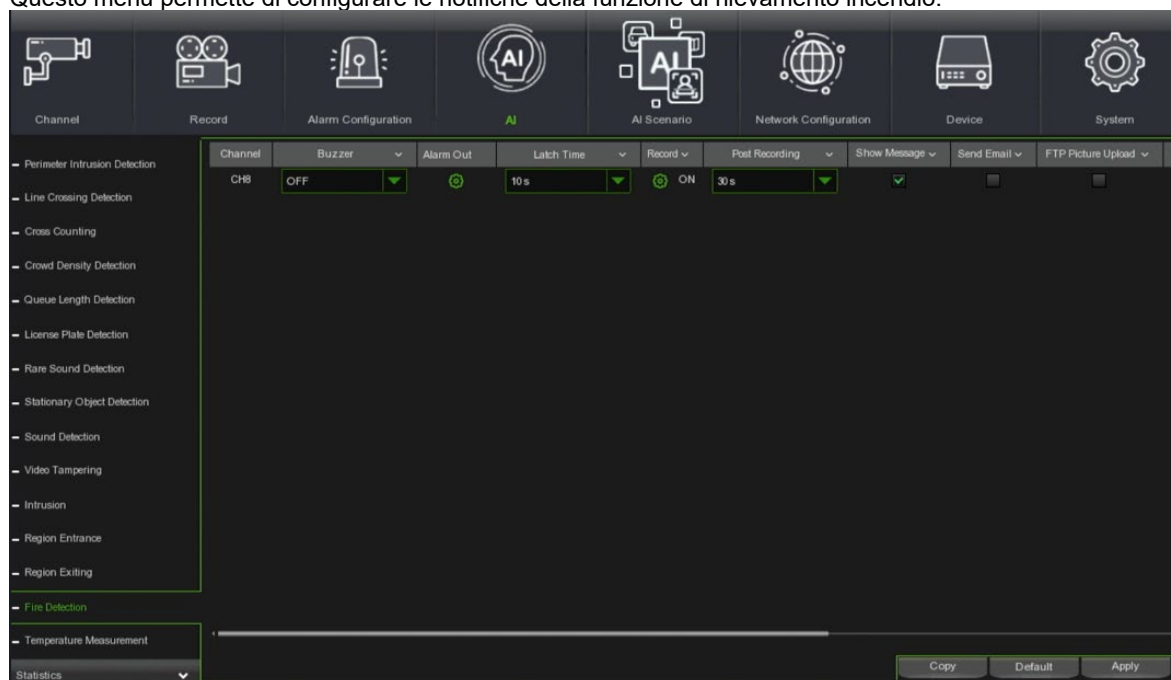 Questo menu permette di configurare le notifiche della funzione di rilevamento incendio.
AI
AI
Channel Record Alarm Configuration AI AI Scenario Network Configuration Device System
Channel Buzzer Alarm Out Latch Time Record Post Recording Show Message Send Email FTP Picture Upload
CH8 OFF 10 s ON 30 s
Perimeter Intrusion Detection
Line Crossing Detection
Cross Counting
Crowd Density Detection
Queue Length Detection
License Plate Detection
Rare Sound Detection
Stationary Object Detection
Sound Detection
Video Tampering
Intrusion
Region Entrance
Region Exiting
Fire Detection
Temperature Measurement
Statistics
Copy Default Apply